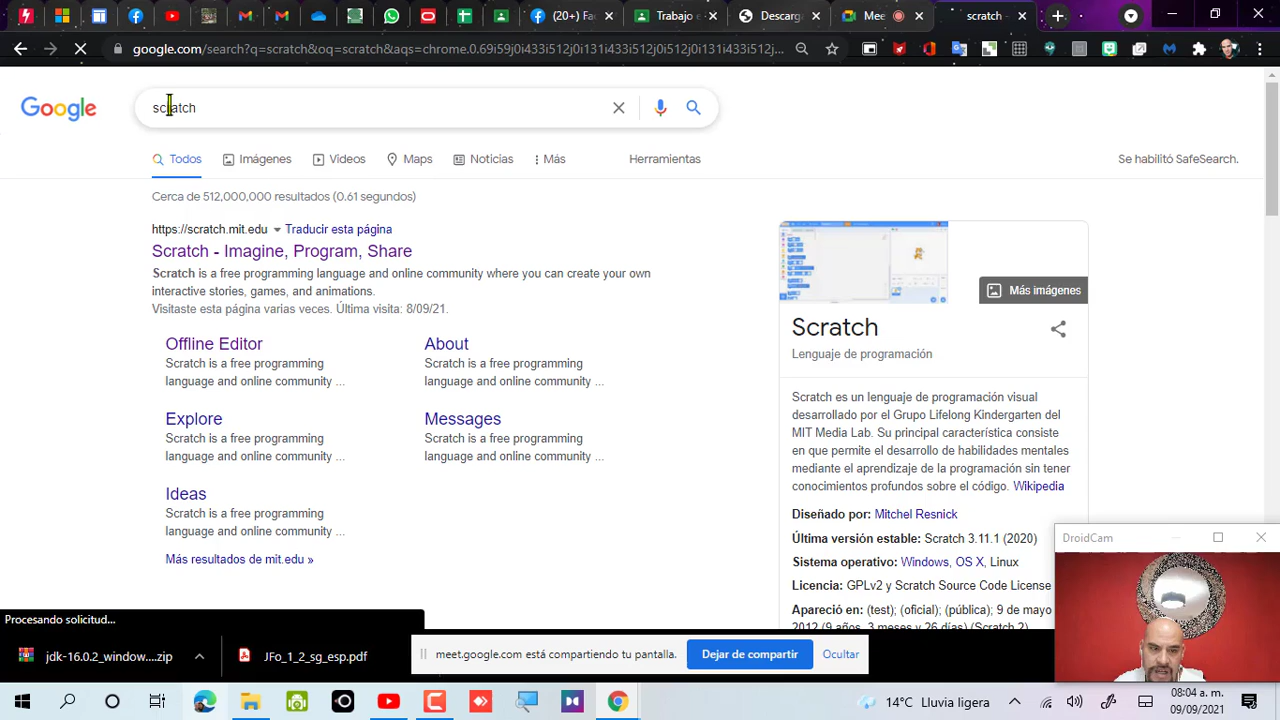 (20+) Fac
Trabajo e
Descarg
Mee
scratch -
google.com/search?q=scratch&oq=scratch&aqs=chrome.0.69i59j0i433i512j0i131i433i512j0i512j0i131i433i512j0i512j...
Google
scratch
Todos
Imágenes
Videos
Maps
Noticias
Más
Herramientas
Se habilitó SafeSearch.
Cerca de 512,000,000 resultados (0.61 segundos)
https://scratch.mit.edu
Traducir esta página
Scratch - Imagine, Program, Share
Scratch is a free programming language and online community where you can create your own
interactive stories, games, and animations.
Visitaste esta página varias veces. Última visita: 8/09/21.
Offline Editor
Scratch is a free programming
language and online community ...
About
Scratch is a free programming
language and online community ...
Explore
Scratch is a free programming
language and online community ...
Messages
Scratch is a free programming
language and online community ...
Ideas
Scratch is a free programming
language and online community ...
Más resultados de mit.edu »
Más imágenes
Scratch
Lenguaje de programación
Scratch es un lenguaje de programación visual
desarrollado por el Grupo Lifelong Kindergarten del
MIT Media Lab. Su principal característica consiste
en que permite el desarrollo de habilidades mentales
mediante el aprendizaje de la programación sin tener
conocimientos profundos sobre el código. Wikipedia
Diseñado por: Mitchel Resnick
Última versión estable: Scratch 3.11.1 (2020)
Sistema operativo: Windows, OS X, Linux
Licencia: GPLv2 y Scratch Source Code License
Apareció en: (test); (oficial); (pública); 9 de mayo
2012 (9 años, 3 meses y 26 días) (Scratch 2)
DroidCam
Procesando solicitud...
jdk-16.0.2_window....zip
JFo_1_2_sg_esp.pdf
meet.google.com está compartiendo tu pantalla.
Dejar de compartir
Ocultar
14°C Lluvia ligera
08:04 a. m.
09/09/2021